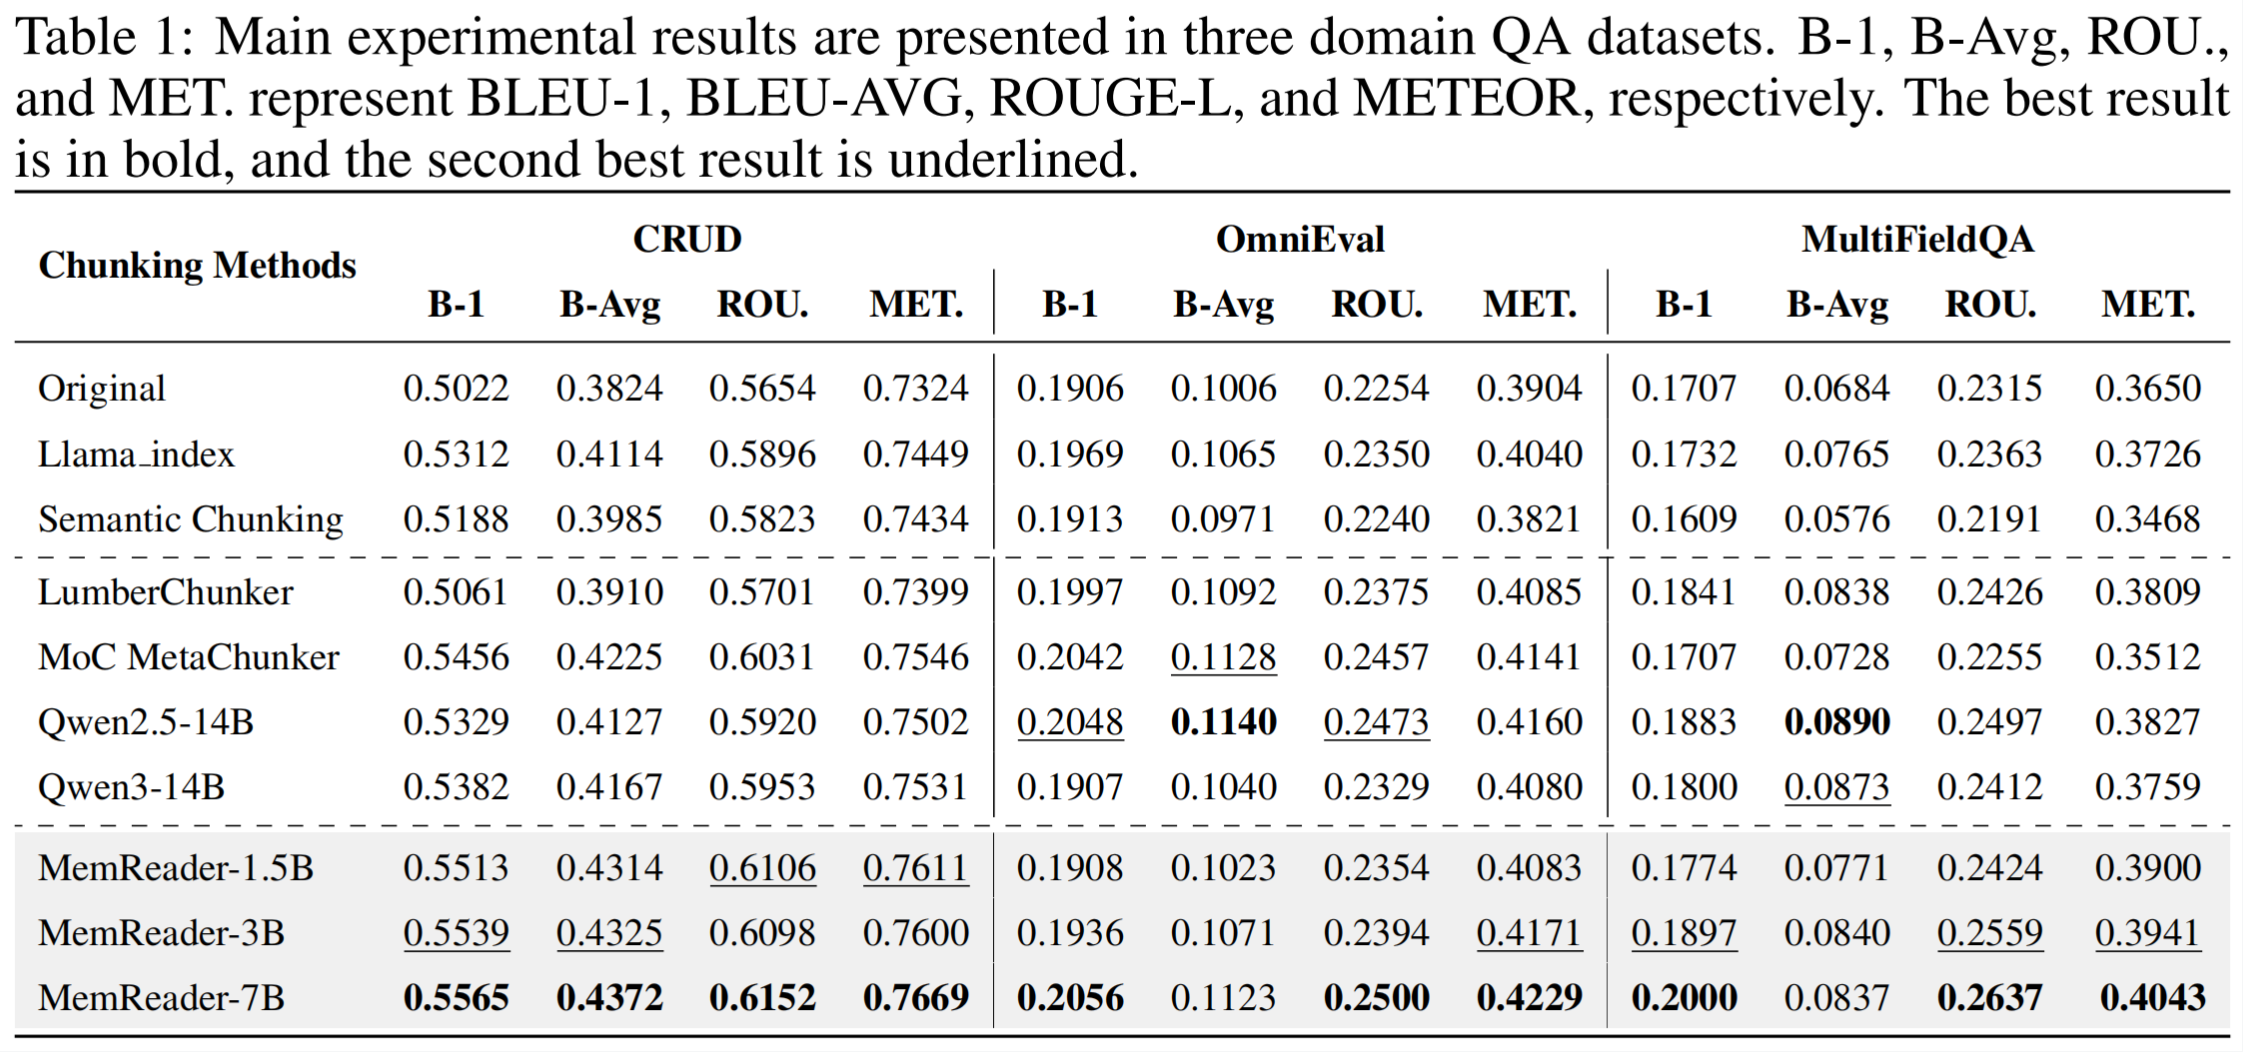 Table 1: Main experimental results are presented in three domain QA datasets. B-1, B-Avg, ROU.,
and MET. represent BLEU-1, BLEU-AVG, ROUGE-L, and METEOR, respectively. The best result
is in bold, and the second best result is underlined.
Chunking Methods CRUD OmniEval MultiFieldQA
B-1 B-Avg ROU. MET. B-1 B-Avg ROU. MET. B-1 B-Avg ROU. MET.
Original 0.5022 0.3824 0.5654 0.7324 0.1906 0.1006 0.2254 0.3904 0.1707 0.0684 0.2315 0.3650
Llama_index 0.5312 0.4114 0.5896 0.7449 0.1969 0.1065 0.2350 0.4040 0.1732 0.0765 0.2363 0.3726
Semantic Chunking 0.5188 0.3985 0.5823 0.7434 0.1913 0.0971 0.2240 0.3821 0.1609 0.0576 0.2191 0.3468
LumberChunker 0.5061 0.3910 0.5701 0.7399 0.1997 0.1092 0.2375 0.4085 0.1841 0.0838 0.2426 0.3809
MoC MetaChunker 0.5456 0.4225 0.6031 0.7546 0.2042 0.1128 0.2457 0.4141 0.1707 0.0728 0.2255 0.3512
Qwen2.5-14B 0.5329 0.4127 0.5920 0.7502 0.2048 0.1140 0.2473 0.4160 0.1883 0.0890 0.2497 0.3827
Qwen3-14B 0.5382 0.4167 0.5953 0.7531 0.1907 0.1040 0.2329 0.4080 0.1800 0.0873 0.2412 0.3759
MemReader-1.5B 0.5513 0.4314 0.6106 0.7611 0.1908 0.1023 0.2354 0.4083 0.1774 0.0771 0.2424 0.3900
MemReader-3B 0.5539 0.4325 0.6098 0.7600 0.1936 0.1071 0.2394 0.4171 0.1897 0.0840 0.2559 0.3941
MemReader-7B 0.5565 0.4372 0.6152 0.7669 0.2056 0.1123 0.2500 0.4229 0.2000 0.0837 0.2637 0.4043